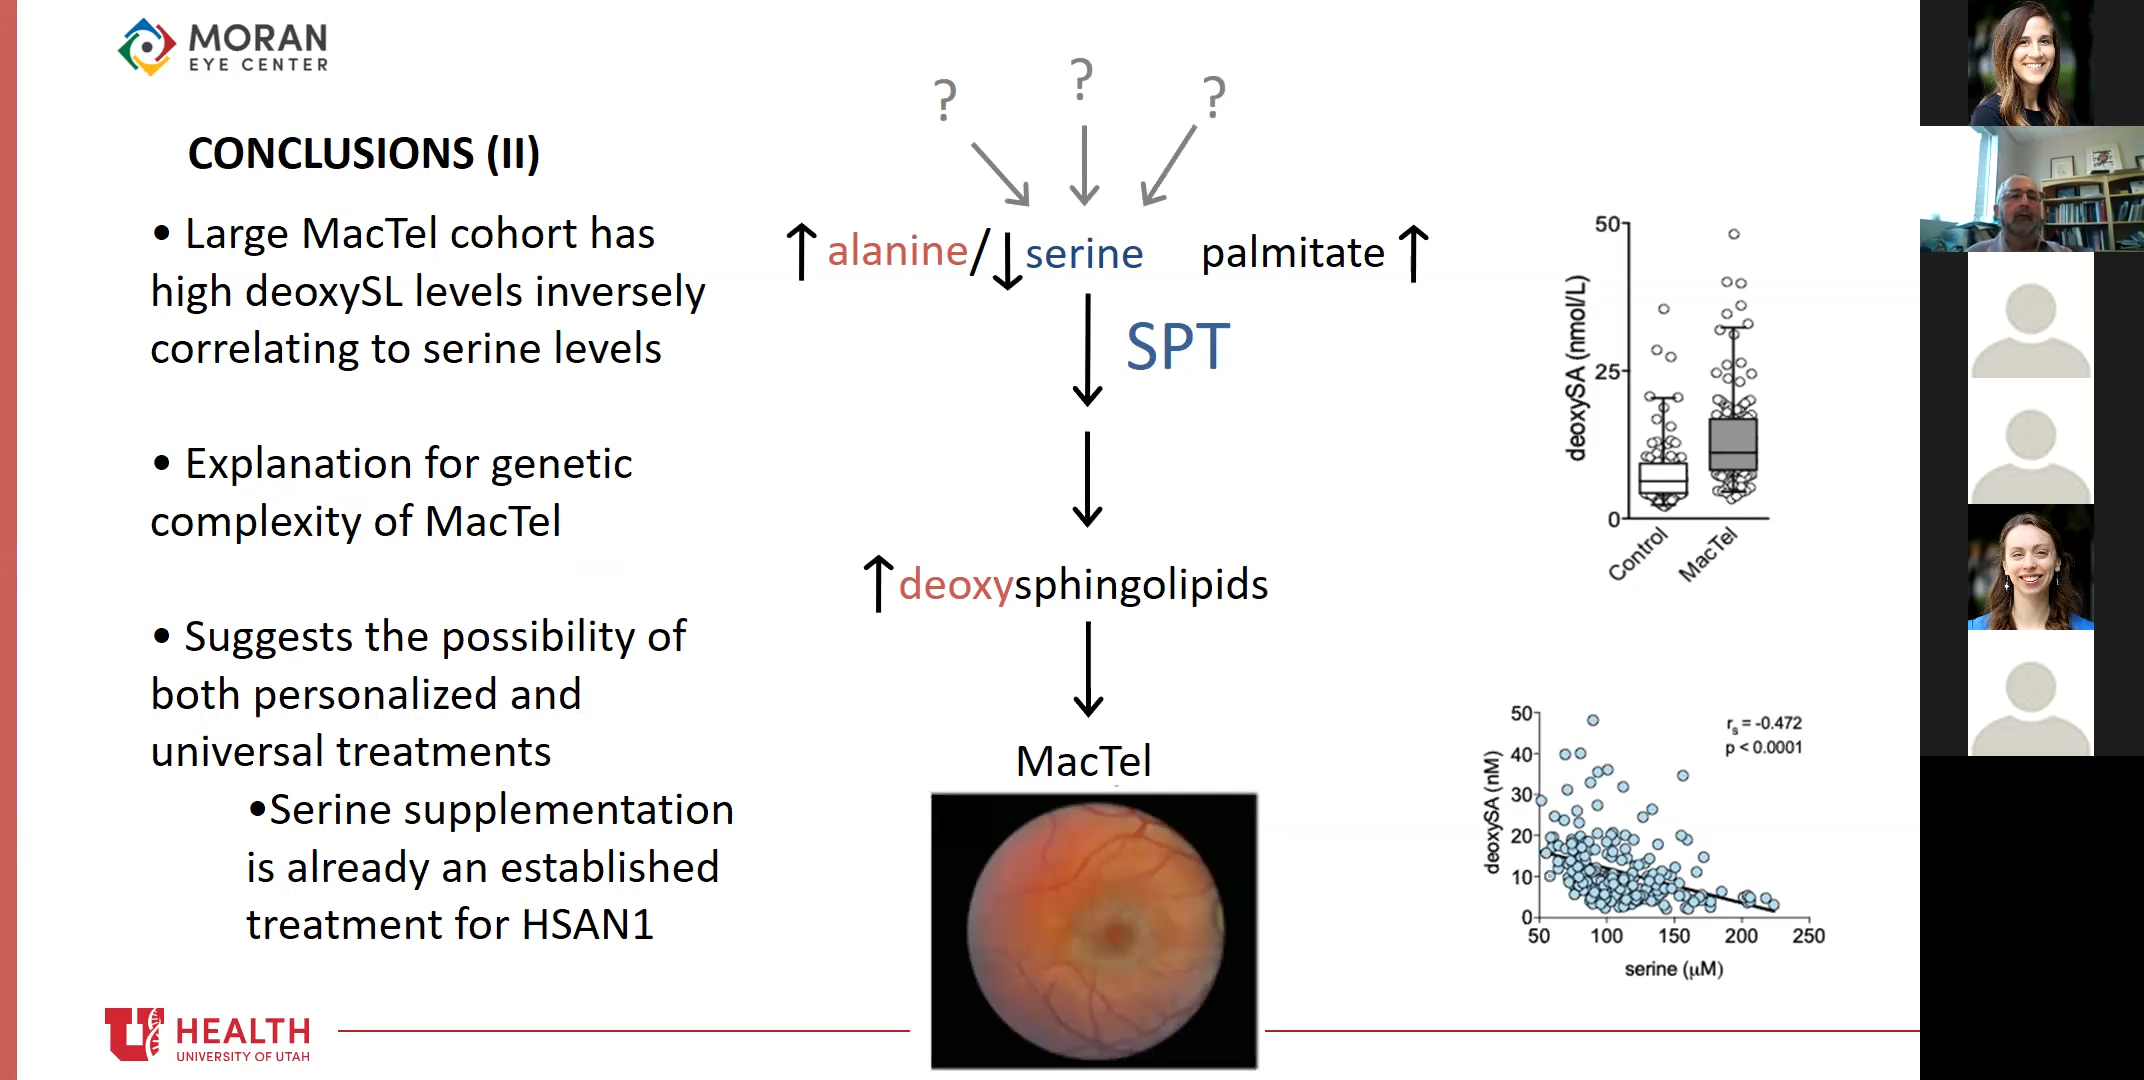 MORAN
EYE CENTER
CONCLUSIONS (II)
• Large MacTel cohort has
high deoxySL levels inversely
correlating to serine levels
• Explanation for genetic
complexity of MacTel
• Suggests the possibility of
both personalized and
universal treatments
•Serine supplementation
is already an established
treatment for HSAN1
? ? ?
↑ alanine/↓serine palmitate ↑
SPT
↑deoxysphingolipids
MacTel
50
25
0
deoxySA (nmol/L)
Control
MacTel
50
40
30
20
10
0
deoxySA (nM)
rs = -0.472
p < 0.0001
50 100 150 200 250
serine (μM)
U HEALTH
UNIVERSITY OF UTAH